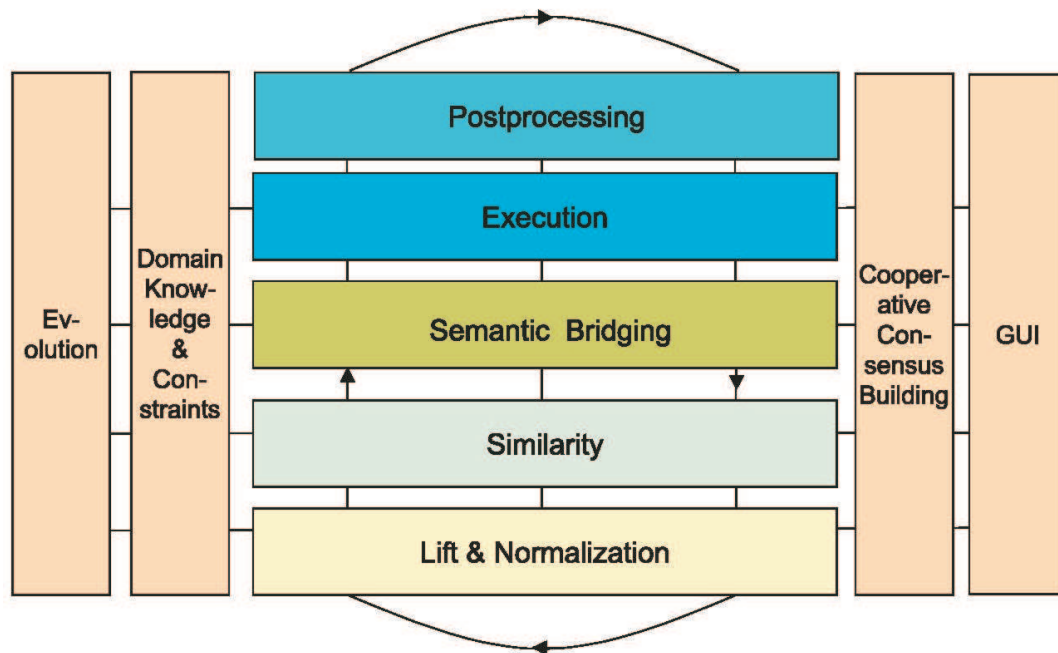 Postprocessing
Execution
Semantic Bridging
Similarity
Lift & Normalization
Ev-
olution
Domain
Know-
ledge
&
Con-
straints
Cooper-
ative
Con-
sensus
Building
GUI